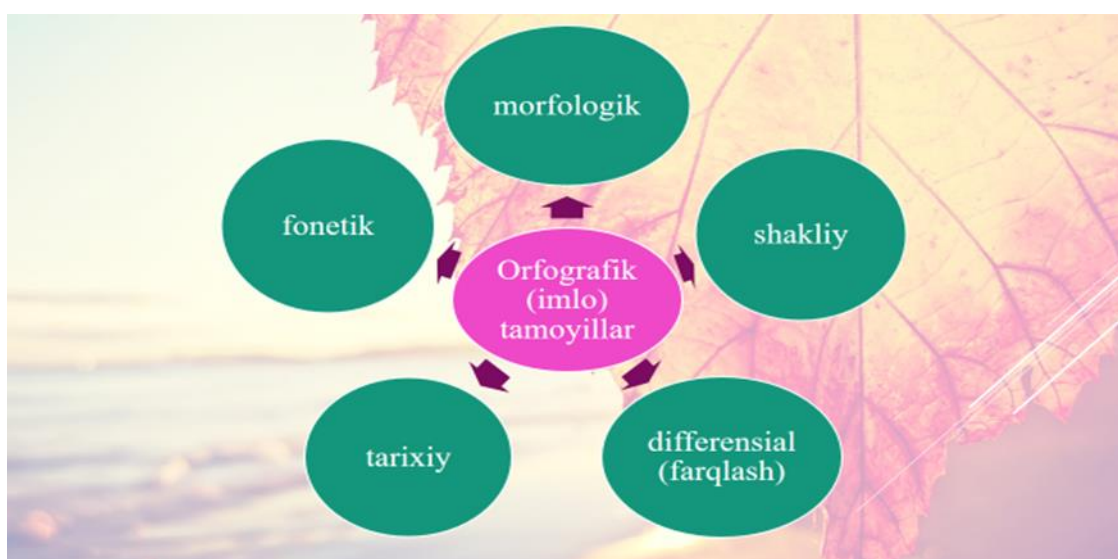 morfologik
fonetik
shakliy
Orfografik
(imlo)
tamoyillar
tarixiy
differensial
(farqlash)